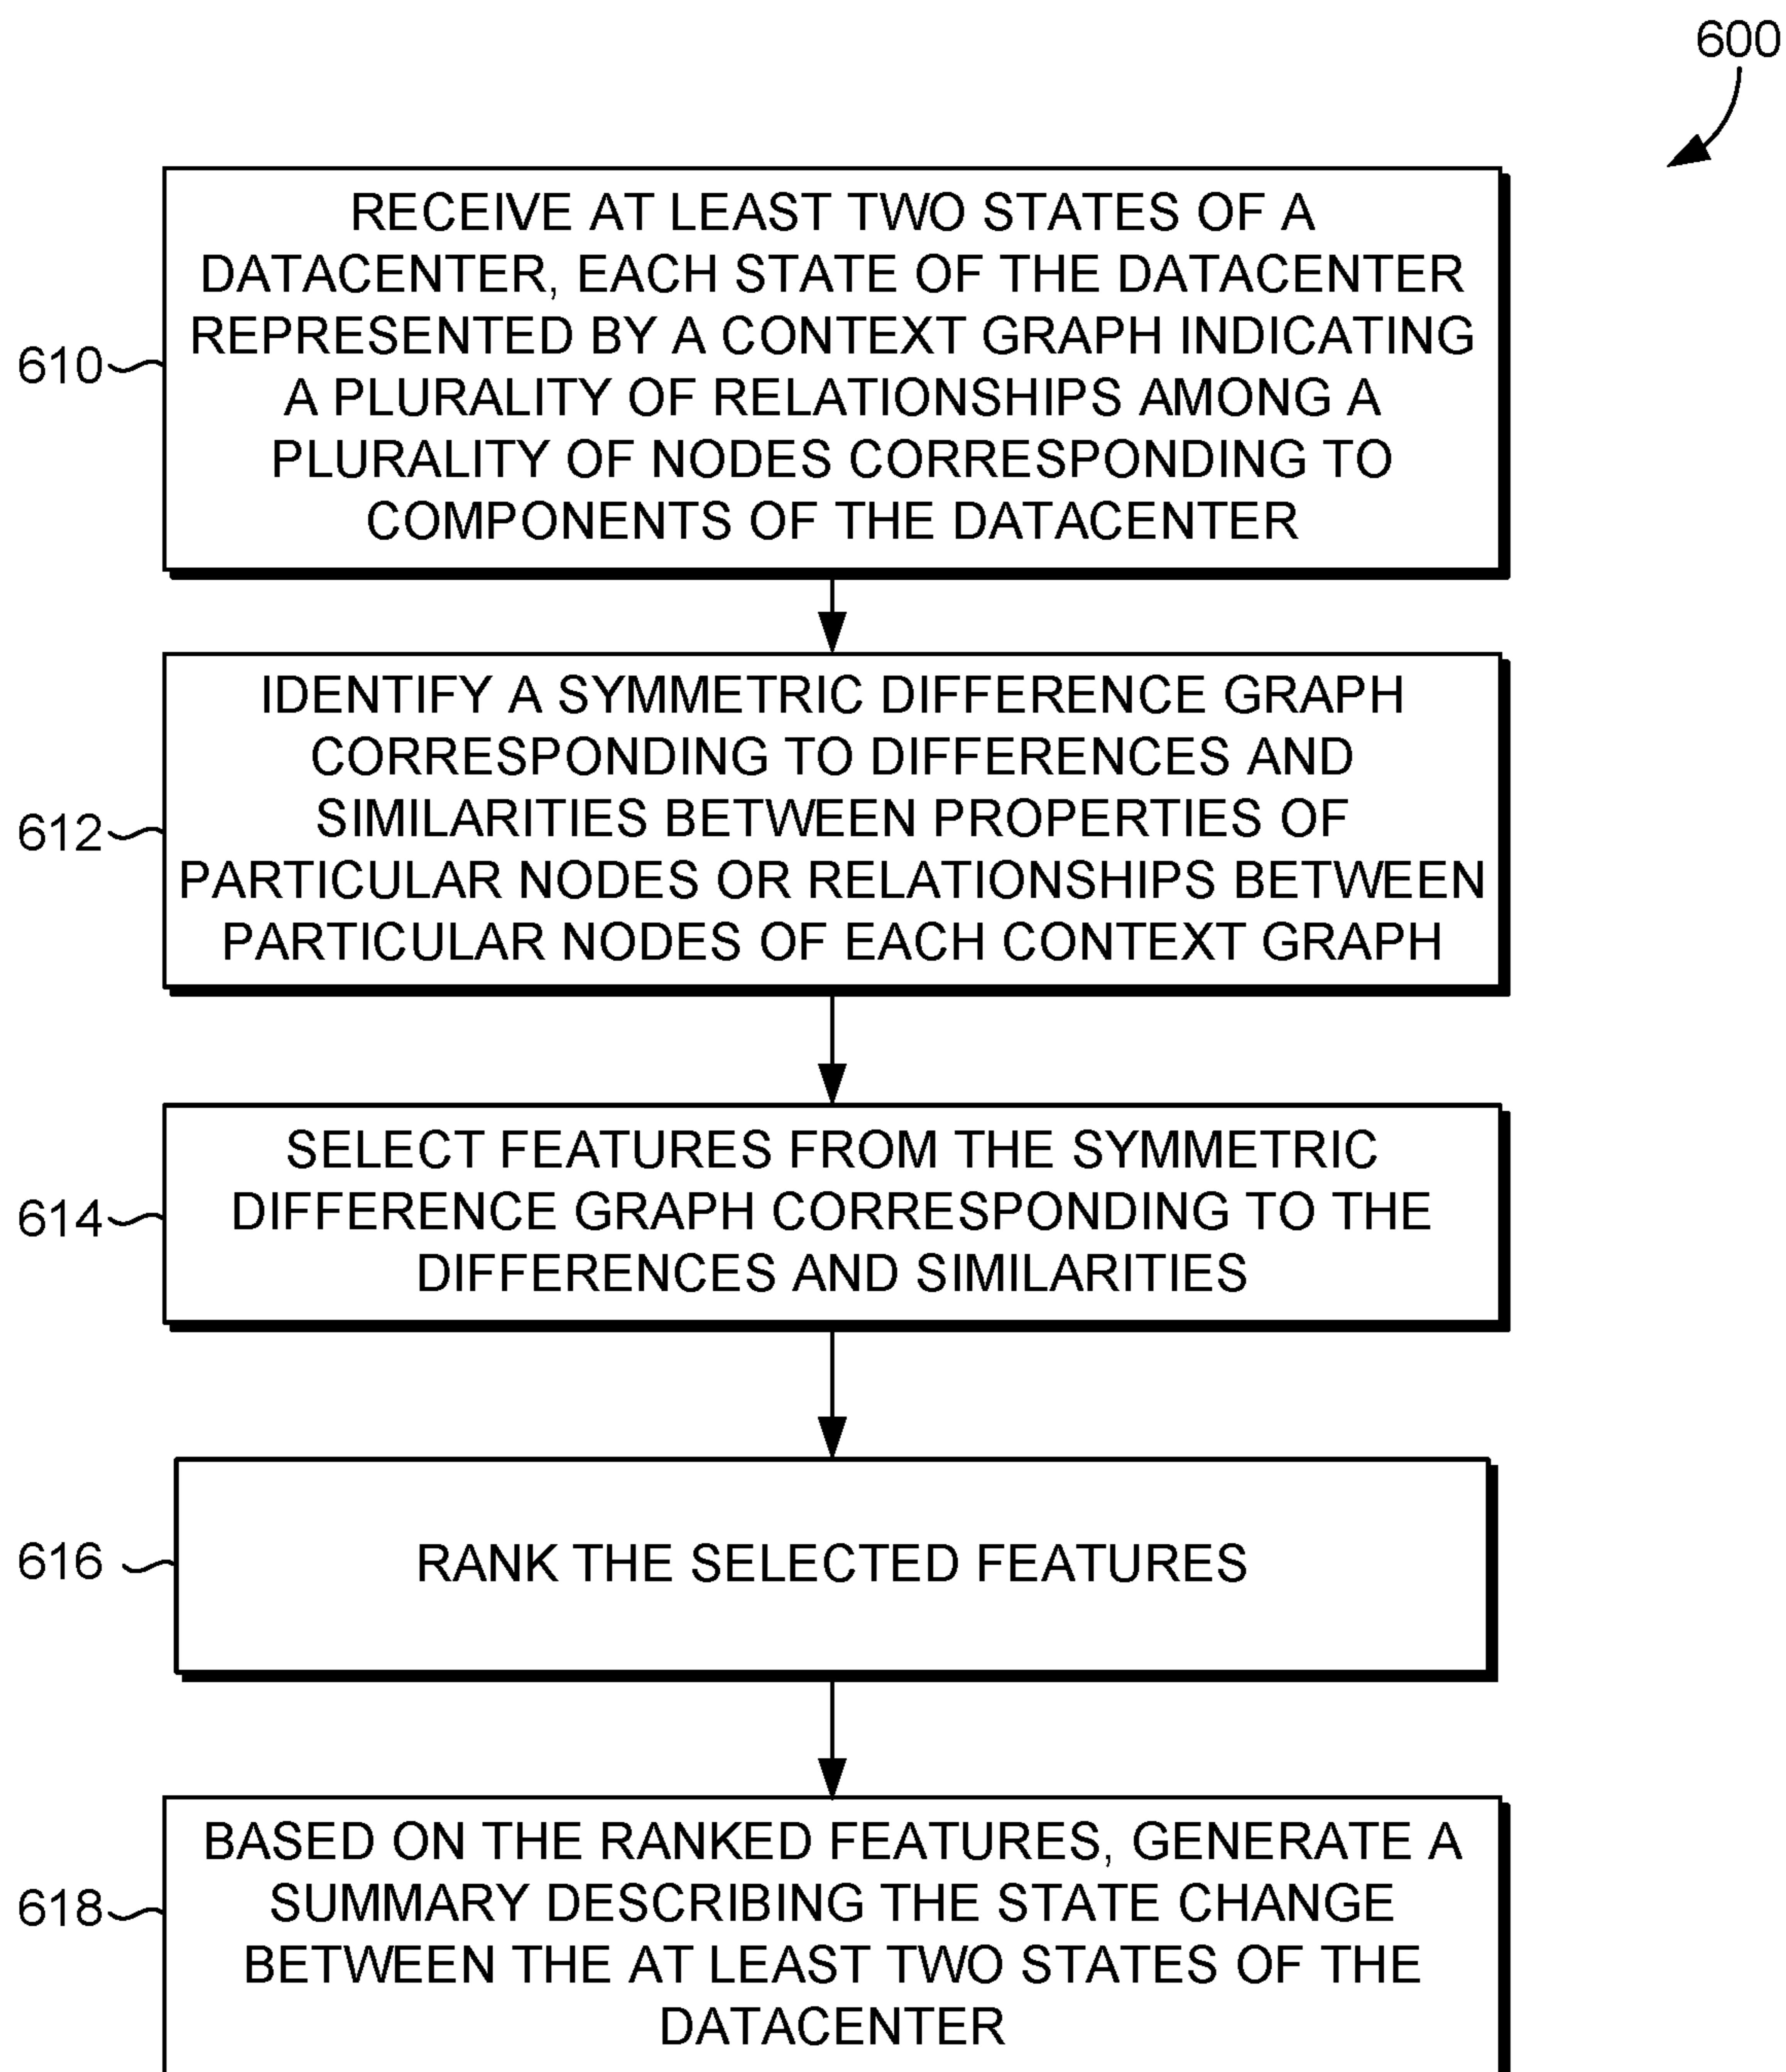 600
RECEIVE AT LEAST TWO STATES OF A
DATACENTER, EACH STATE OF THE DATACENTER
REPRESENTED BY A CONTEXT GRAPH INDICATING
A PLURALITY OF RELATIONSHIPS AMONG A
PLURALITY OF NODES CORRESPONDING TO
COMPONENTS OF THE DATACENTER
610
IDENTIFY A SYMMETRIC DIFFERENCE GRAPH
CORRESPONDING TO DIFFERENCES AND
SIMILARITIES BETWEEN PROPERTIES OF
PARTICULAR NODES OR RELATIONSHIPS BETWEEN
PARTICULAR NODES OF EACH CONTEXT GRAPH
612
SELECT FEATURES FROM THE SYMMETRIC
DIFFERENCE GRAPH CORRESPONDING TO THE
DIFFERENCES AND SIMILARITIES
614
RANK THE SELECTED FEATURES
616
BASED ON THE RANKED FEATURES, GENERATE A
SUMMARY DESCRIBING THE STATE CHANGE
BETWEEN THE AT LEAST TWO STATES OF THE
DATACENTER
618